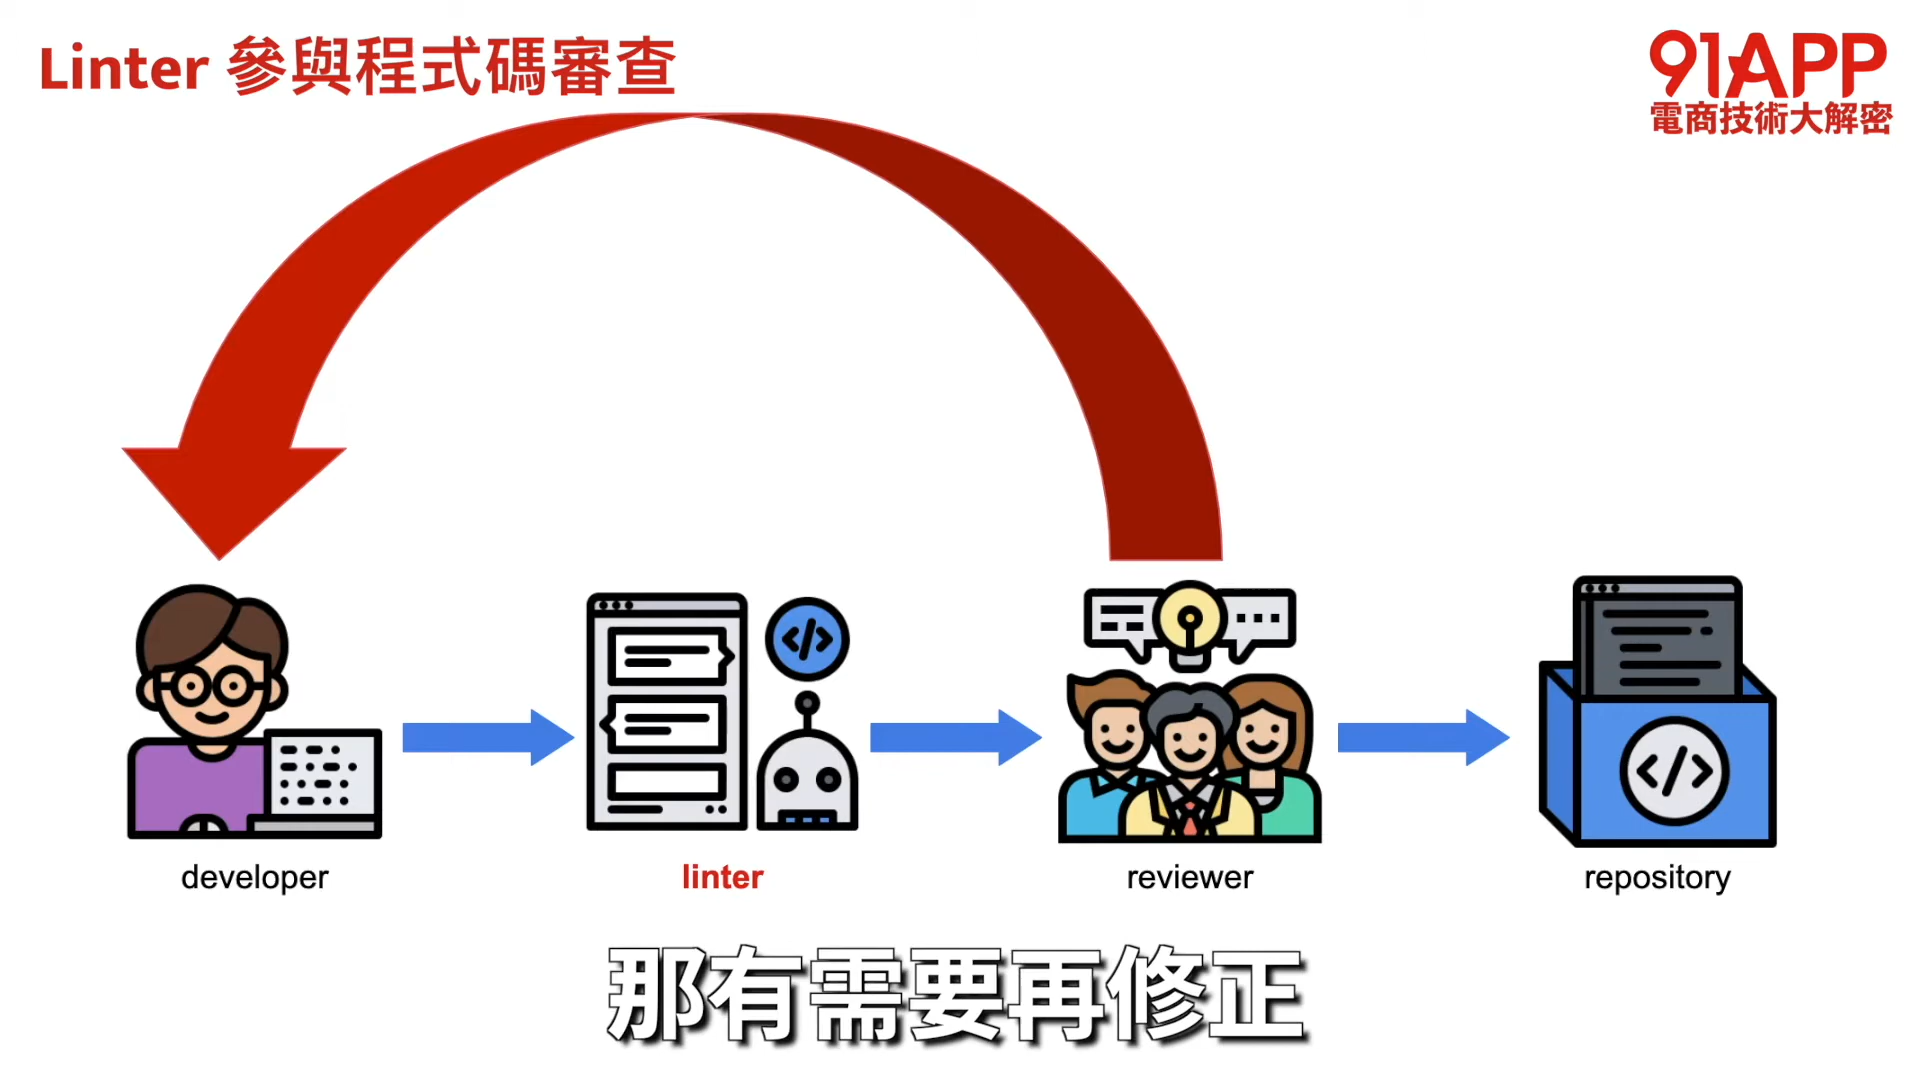 Linter 參與程式碼審查
91APP
電商技術大解密
developer
linter
reviewer
repository
那有需要再修正